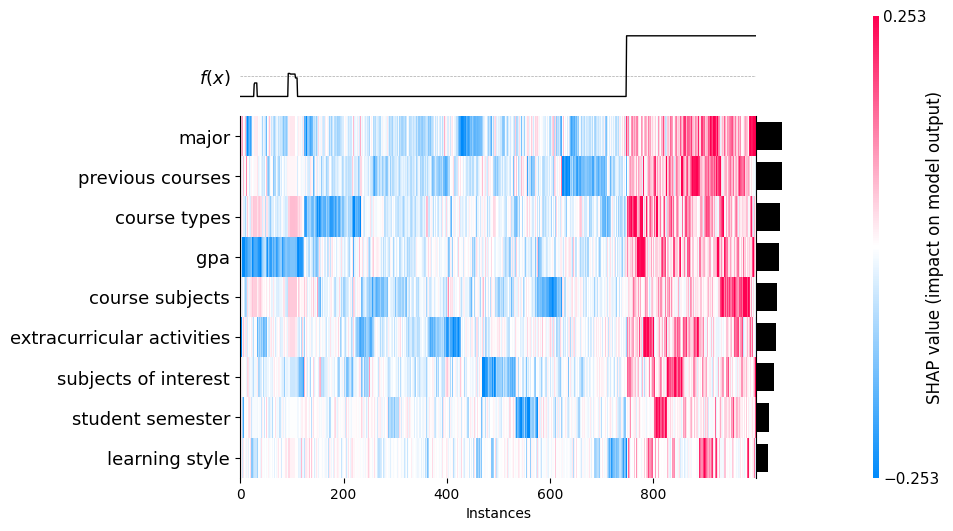 0.253
f(x)
major
previous courses
course types
gpa
course subjects
extracurricular activities
subjects of interest
student semester
learning style
SHAP value (impact on model output)
−0.253
0 200 400 600 800
Instances